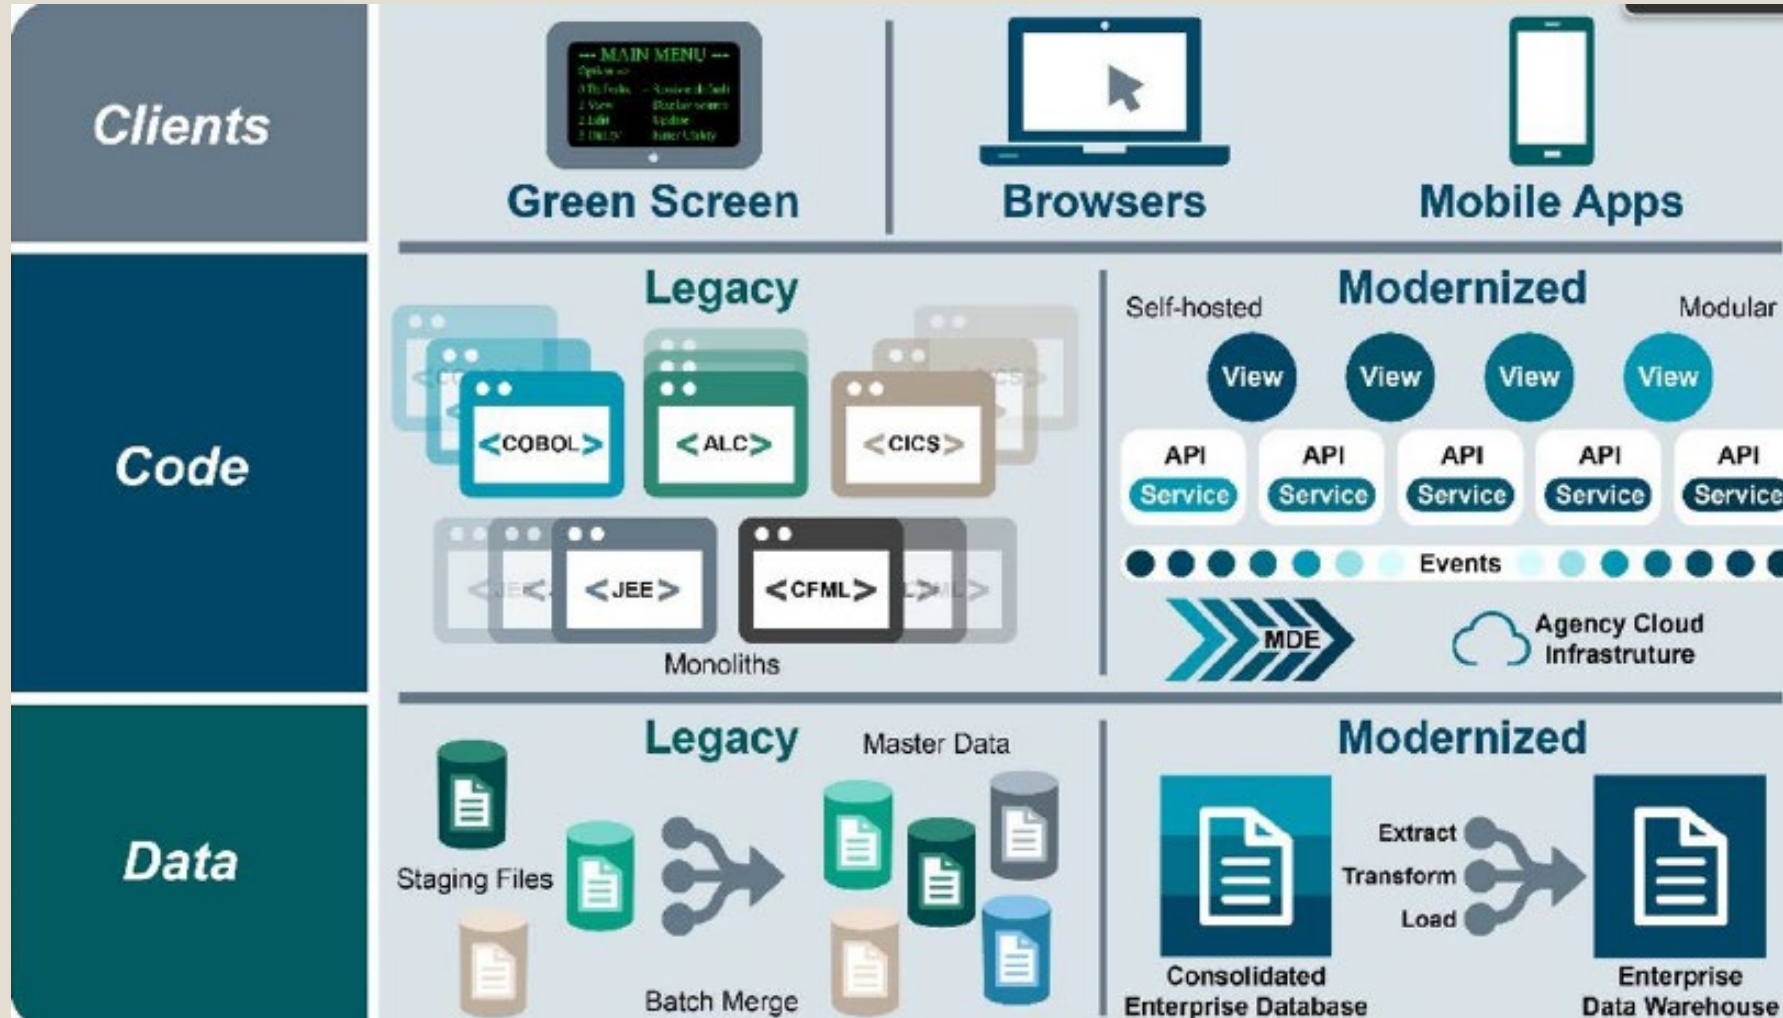 Clients
--- MAIN MENU ---
Green Screen
Browsers
Mobile Apps
Code
Legacy
<COBOL>
<ALC>
<CICS>
<JEE>
<CFML>
Monoliths
Modernized
Self-hosted
Modular
View View View View
API API API API API
Service Service Service Service Service
Events
MDE
Agency Cloud
Infrastruture
Data
Legacy
Master Data
Staging Files
Batch Merge
Modernized
Extract
Transform
Load
Consolidated
Enterprise Database
Enterprise
Data Warehouse